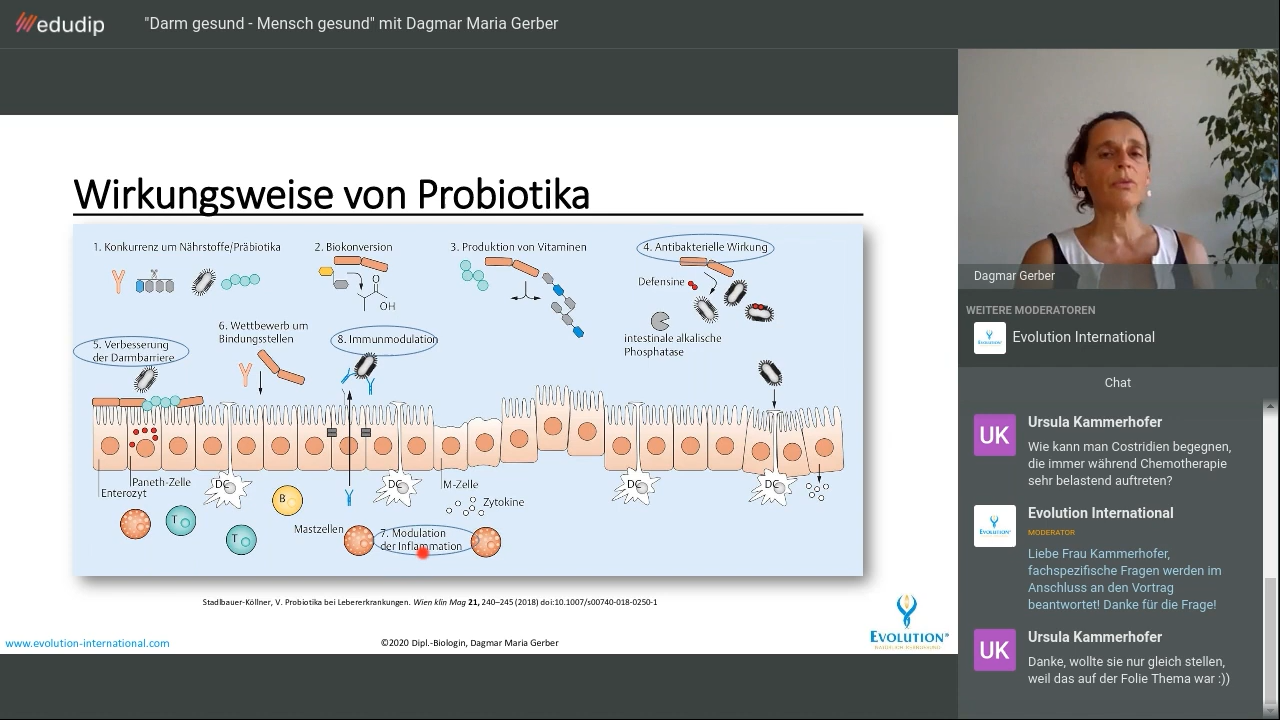 edudip
"Darm gesund - Mensch gesund" mit Dagmar Maria Gerber
Wirkungsweise von Probiotika
1. Konkurrenz um Nährstoffe/Präbiotika
2. Biokonversion
3. Produktion von Vitaminen
4. Antibakterielle Wirkung
OH
O
Defensine
intestinale alkalische
Phosphatase
5. Verbesserung
der Darmbarriere
6. Wettbewerb um
Bindungsstellen
8. Immunmodulation
Enterozyt
Paneth-Zelle
DC
DC
M-Zelle
DC
DC
Zytokine
B
T
T
Mastzellen
7. Modulation
der Inflammation
Stadlbauer-Köllner, V. Probiotika bei Lebererkrankungen. Wien klin Mag 21, 240–245 (2018) doi:10.1007/s00740-018-0250-1
www.evolution-international.com
©2020 Dipl.-Biologin, Dagmar Maria Gerber
EVOLUTION®
Dagmar Gerber
WEITERE MODERATOREN
EVOLUTION
Evolution International
Chat
UK
Ursula Kammerhofer
Wie kann man Costridien begegnen,
die immer während Chemotherapie
sehr belastend auftreten?
EVOLUTION
Evolution International
MODERATOR
Liebe Frau Kammerhofer,
fachspezifische Fragen werden im
Anschluss an den Vortrag
beantwortet! Danke für die Frage!
UK
Ursula Kammerhofer
Danke, wollte sie nur gleich stellen,
weil das auf der Folie Thema war :))